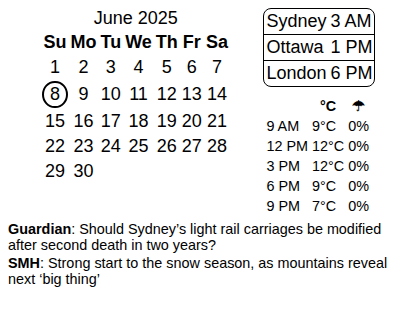 June 2025
Su Mo Tu We Th Fr Sa
1 2 3 4 5 6 7
8 9 10 11 12 13 14
15 16 17 18 19 20 21
22 23 24 25 26 27 28
29 30
Sydney 3 AM
Ottawa 1 PM
London 6 PM
°C ☂
9 AM 9°C 0%
12 PM 12°C 0%
3 PM 12°C 0%
6 PM 9°C 0%
9 PM 7°C 0%
Guardian: Should Sydney’s light rail carriages be modified
after second death in two years?
SMH: Strong start to the snow season, as mountains reveal
next ‘big thing’